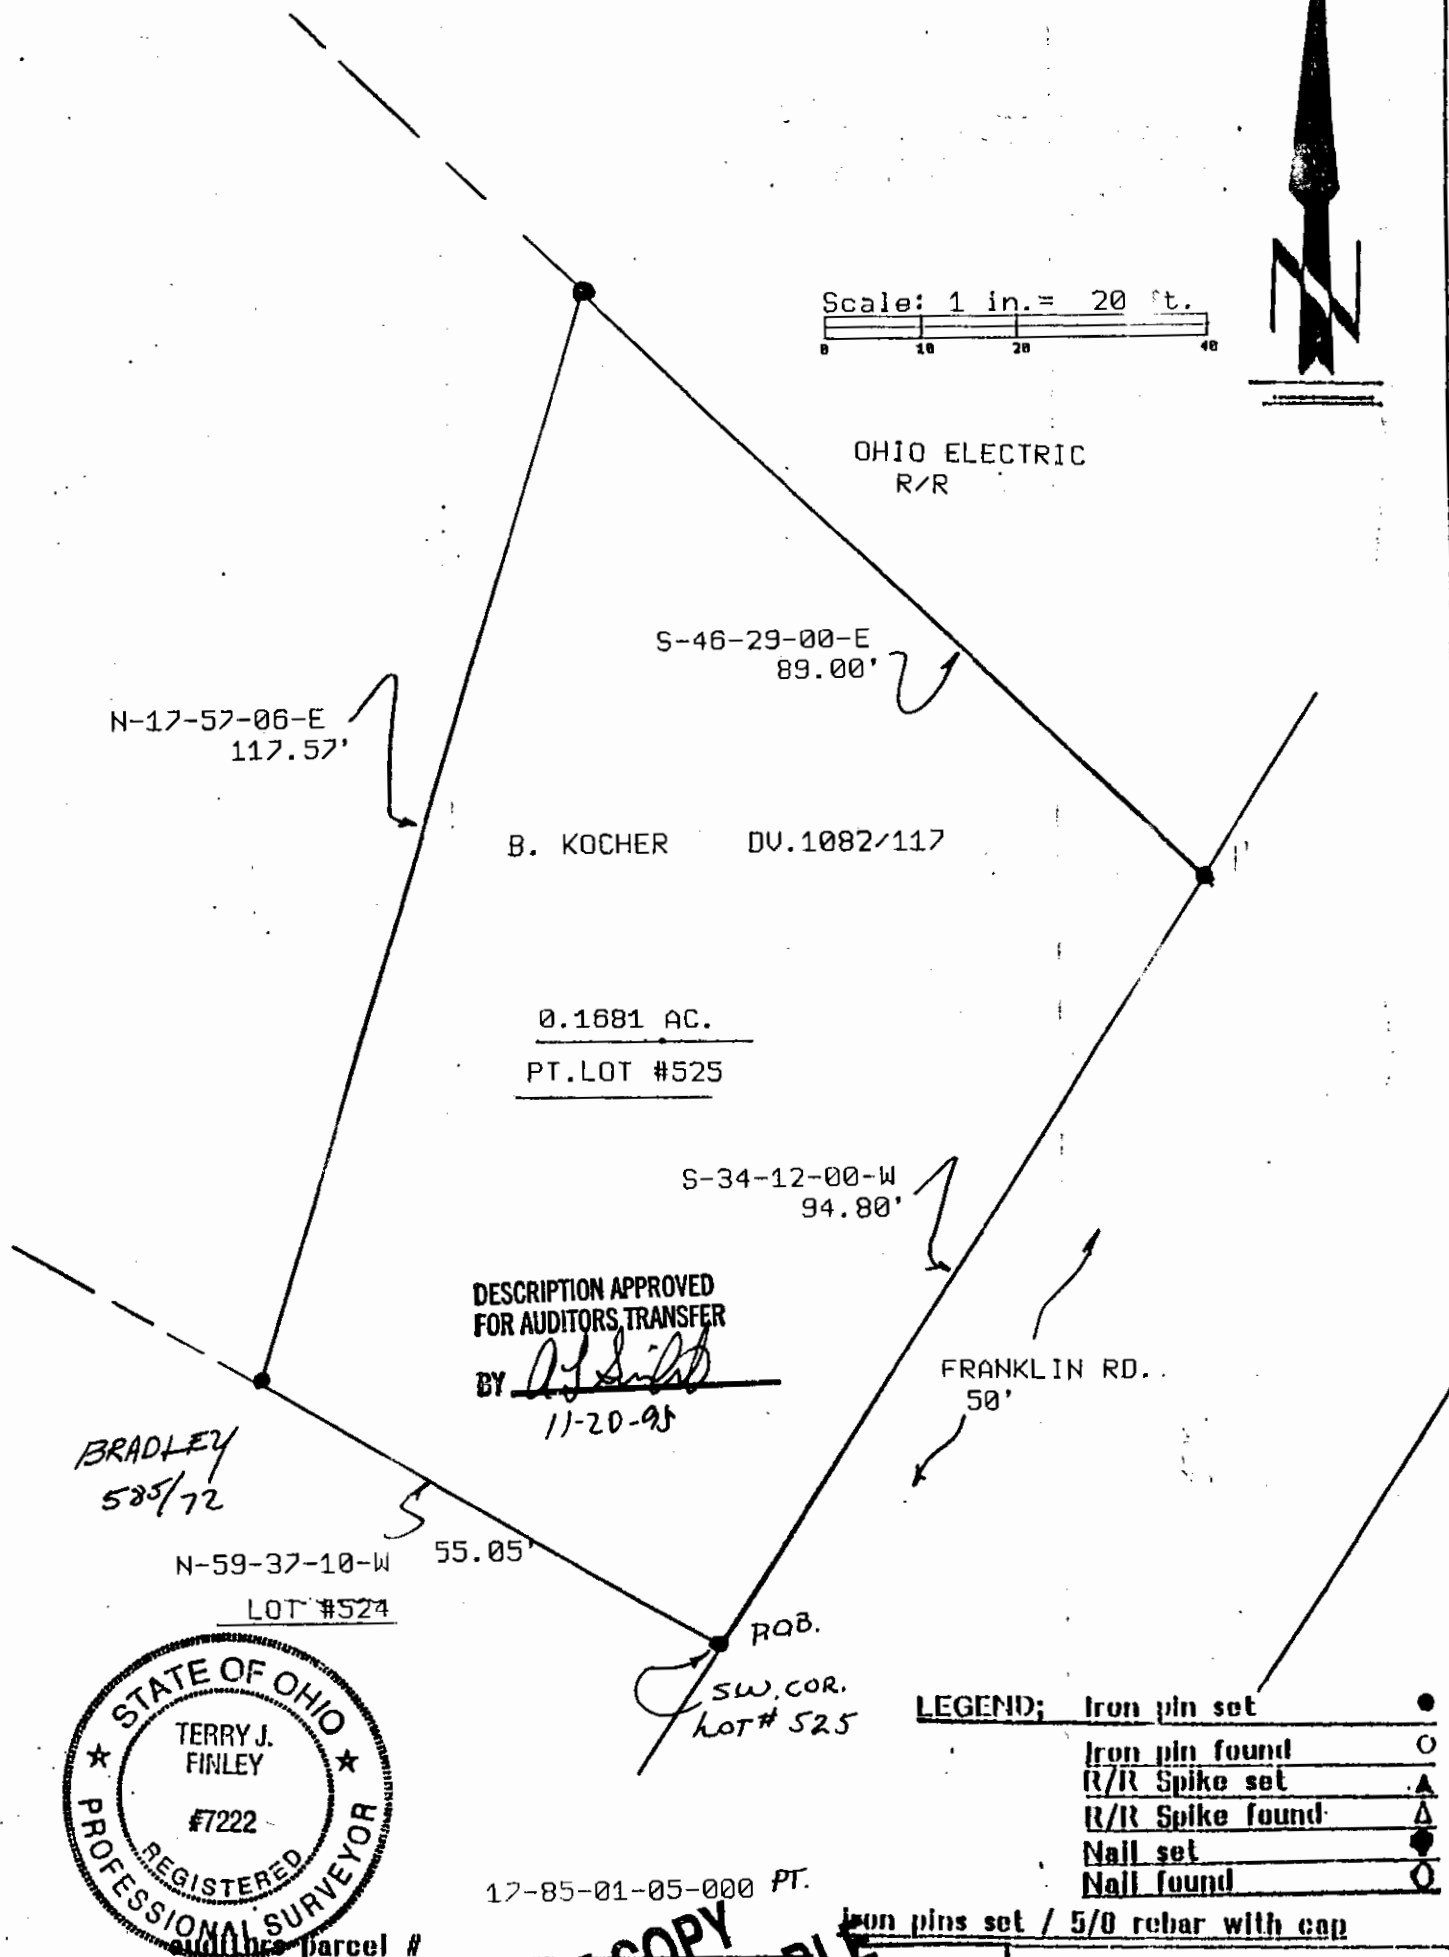 N
Scale: 1 in.= 20 ft.
0 10 20 40
OHIO ELECTRIC
R/R
S-46-29-00-E
89.00'
N-17-57-06-E
117.57'
1'
B. KOCHER DV.1082/117
0.1681 AC.
PT.LOT #525
S-34-12-00-W
94.80'
DESCRIPTION APPROVED
FOR AUDITORS TRANSFER
BY
11-20-95
FRANKLIN RD.
50'
BRADLEY
585/72
N-59-37-10-W 55.05'
LOT #524
P.O.B.
SW. COR.
LOT # 525
STATE OF OHIO
TERRY J.
FINLEY
#7222
REGISTERED
PROFESSIONAL SURVEYOR
LEGEND; Iron pin set
Iron pin found
R/R Spike set
R/R Spike found
Nail set
Nail found
17-85-01-05-000 PT.
Iron pins set / 5/8 rebar with cap
auditors parcel #
COPY